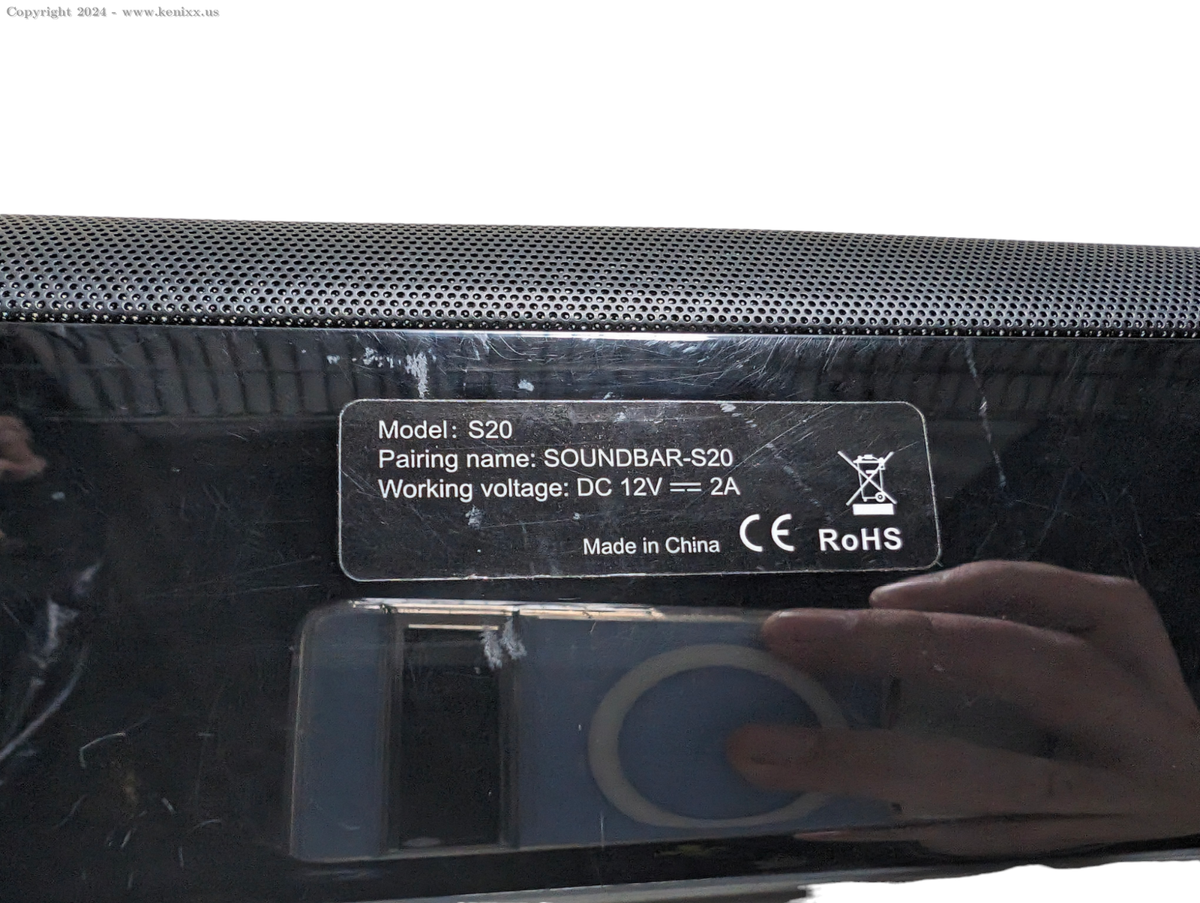 Copyright 2024 - www.kenixx.us
Model: S20
Pairing name: SOUNDBAR-S20
Working voltage: DC 12V ⎓ 2A
Made in China CE RoHS